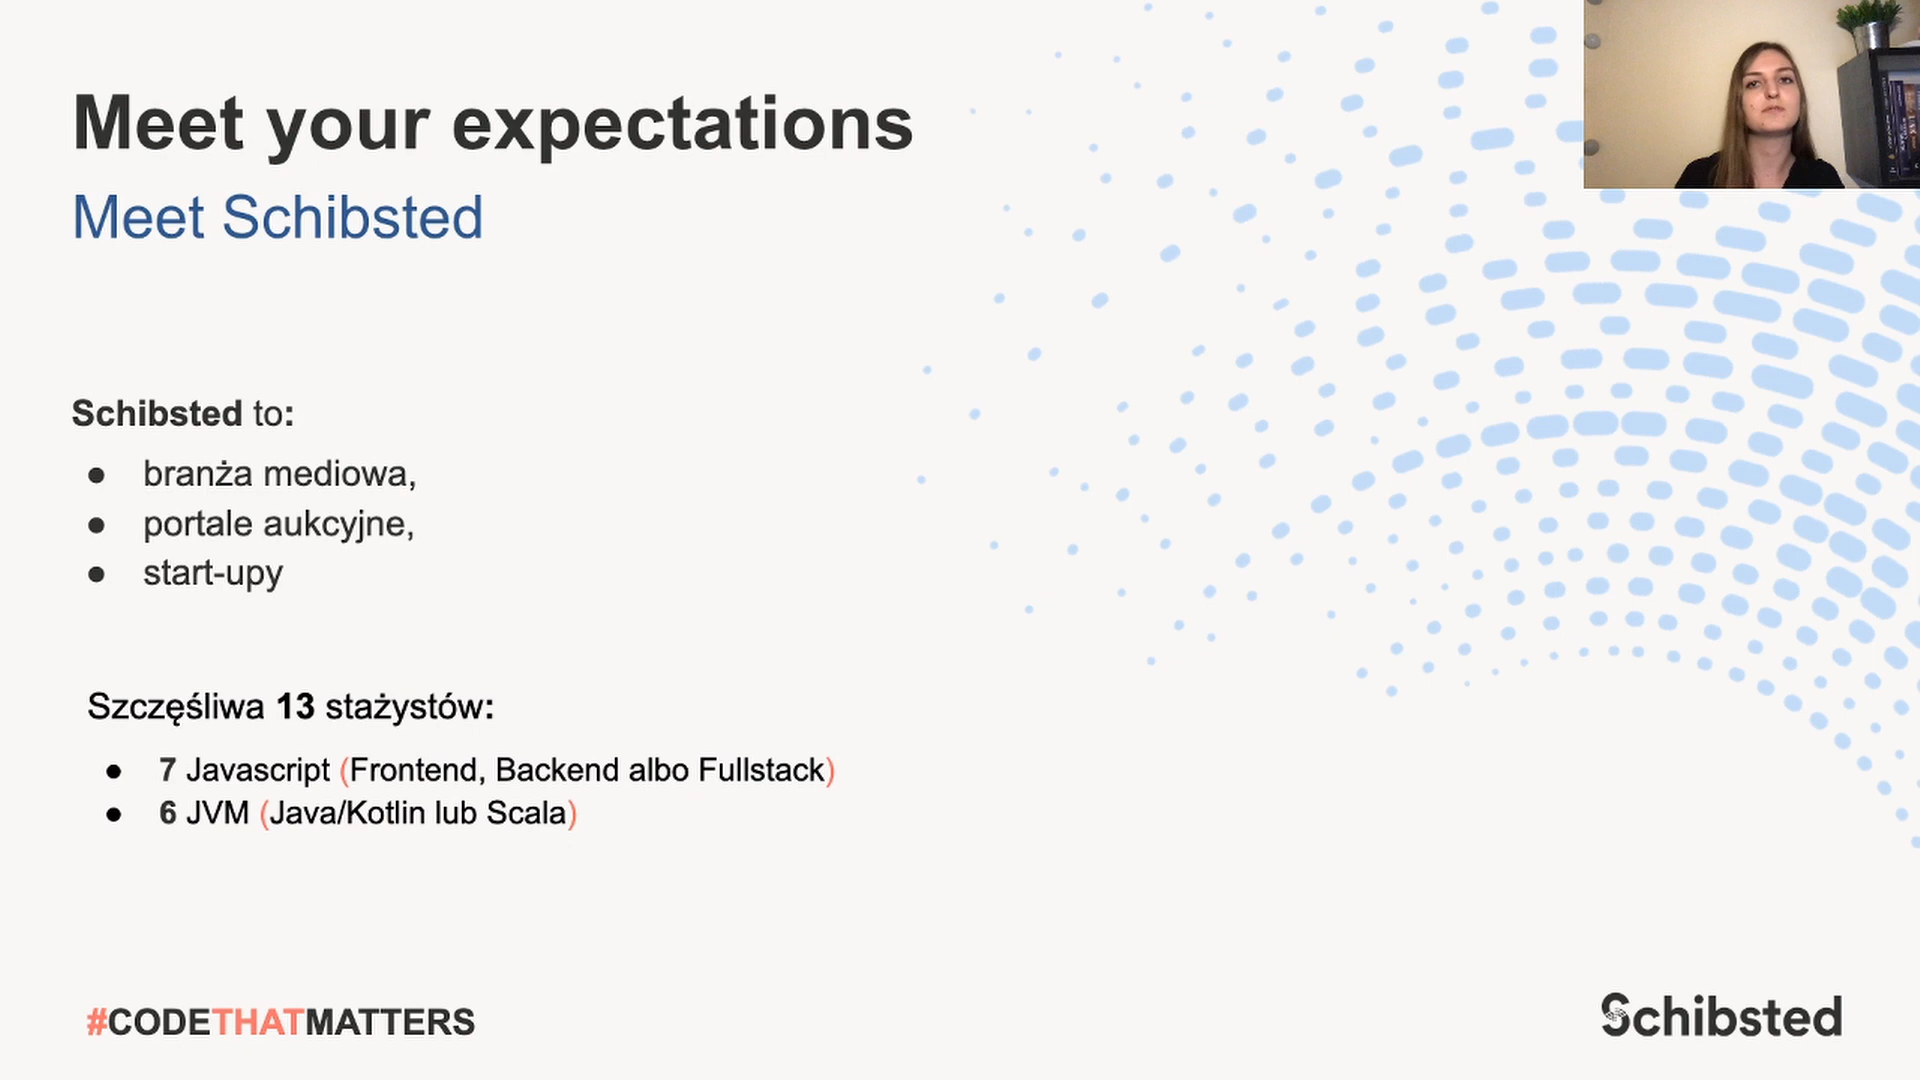 Meet your expectations
Meet Schibsted
Schibsted to:
● branża mediowa,
● portale aukcyjne,
● start-upy
Szczęśliwa 13 stażystów:
● 7 Javascript (Frontend, Backend albo Fullstack)
● 6 JVM (Java/Kotlin lub Scala)
#CODETHATMATTERS
Schibsted